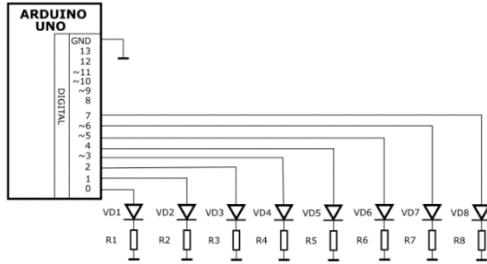 ARDUINO
UNO
DIGITAL
GND
13
12
~11
~10
~9
8
7
~6
~5
4
~3
2
1
0
VD1 VD2 VD3 VD4 VD5 VD6 VD7 VD8
R1 R2 R3 R4 R5 R6 R7 R8